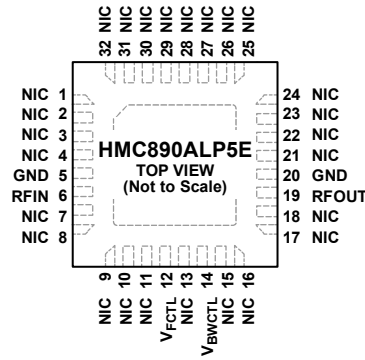 32 NIC
31 NIC
30 NIC
29 NIC
28 NIC
27 NIC
26 NIC
25 NIC
NIC 1
NIC 2
NIC 3
NIC 4
GND 5
RFIN 6
NIC 7
NIC 8
HMC890ALP5E
TOP VIEW
(Not to Scale)
24 NIC
23 NIC
22 NIC
21 NIC
20 GND
19 RFOUT
18 NIC
17 NIC
NIC 9
NIC 10
NIC 11
VFCTL 12
NIC 13
VBWCTL 14
NIC 15
NIC 16